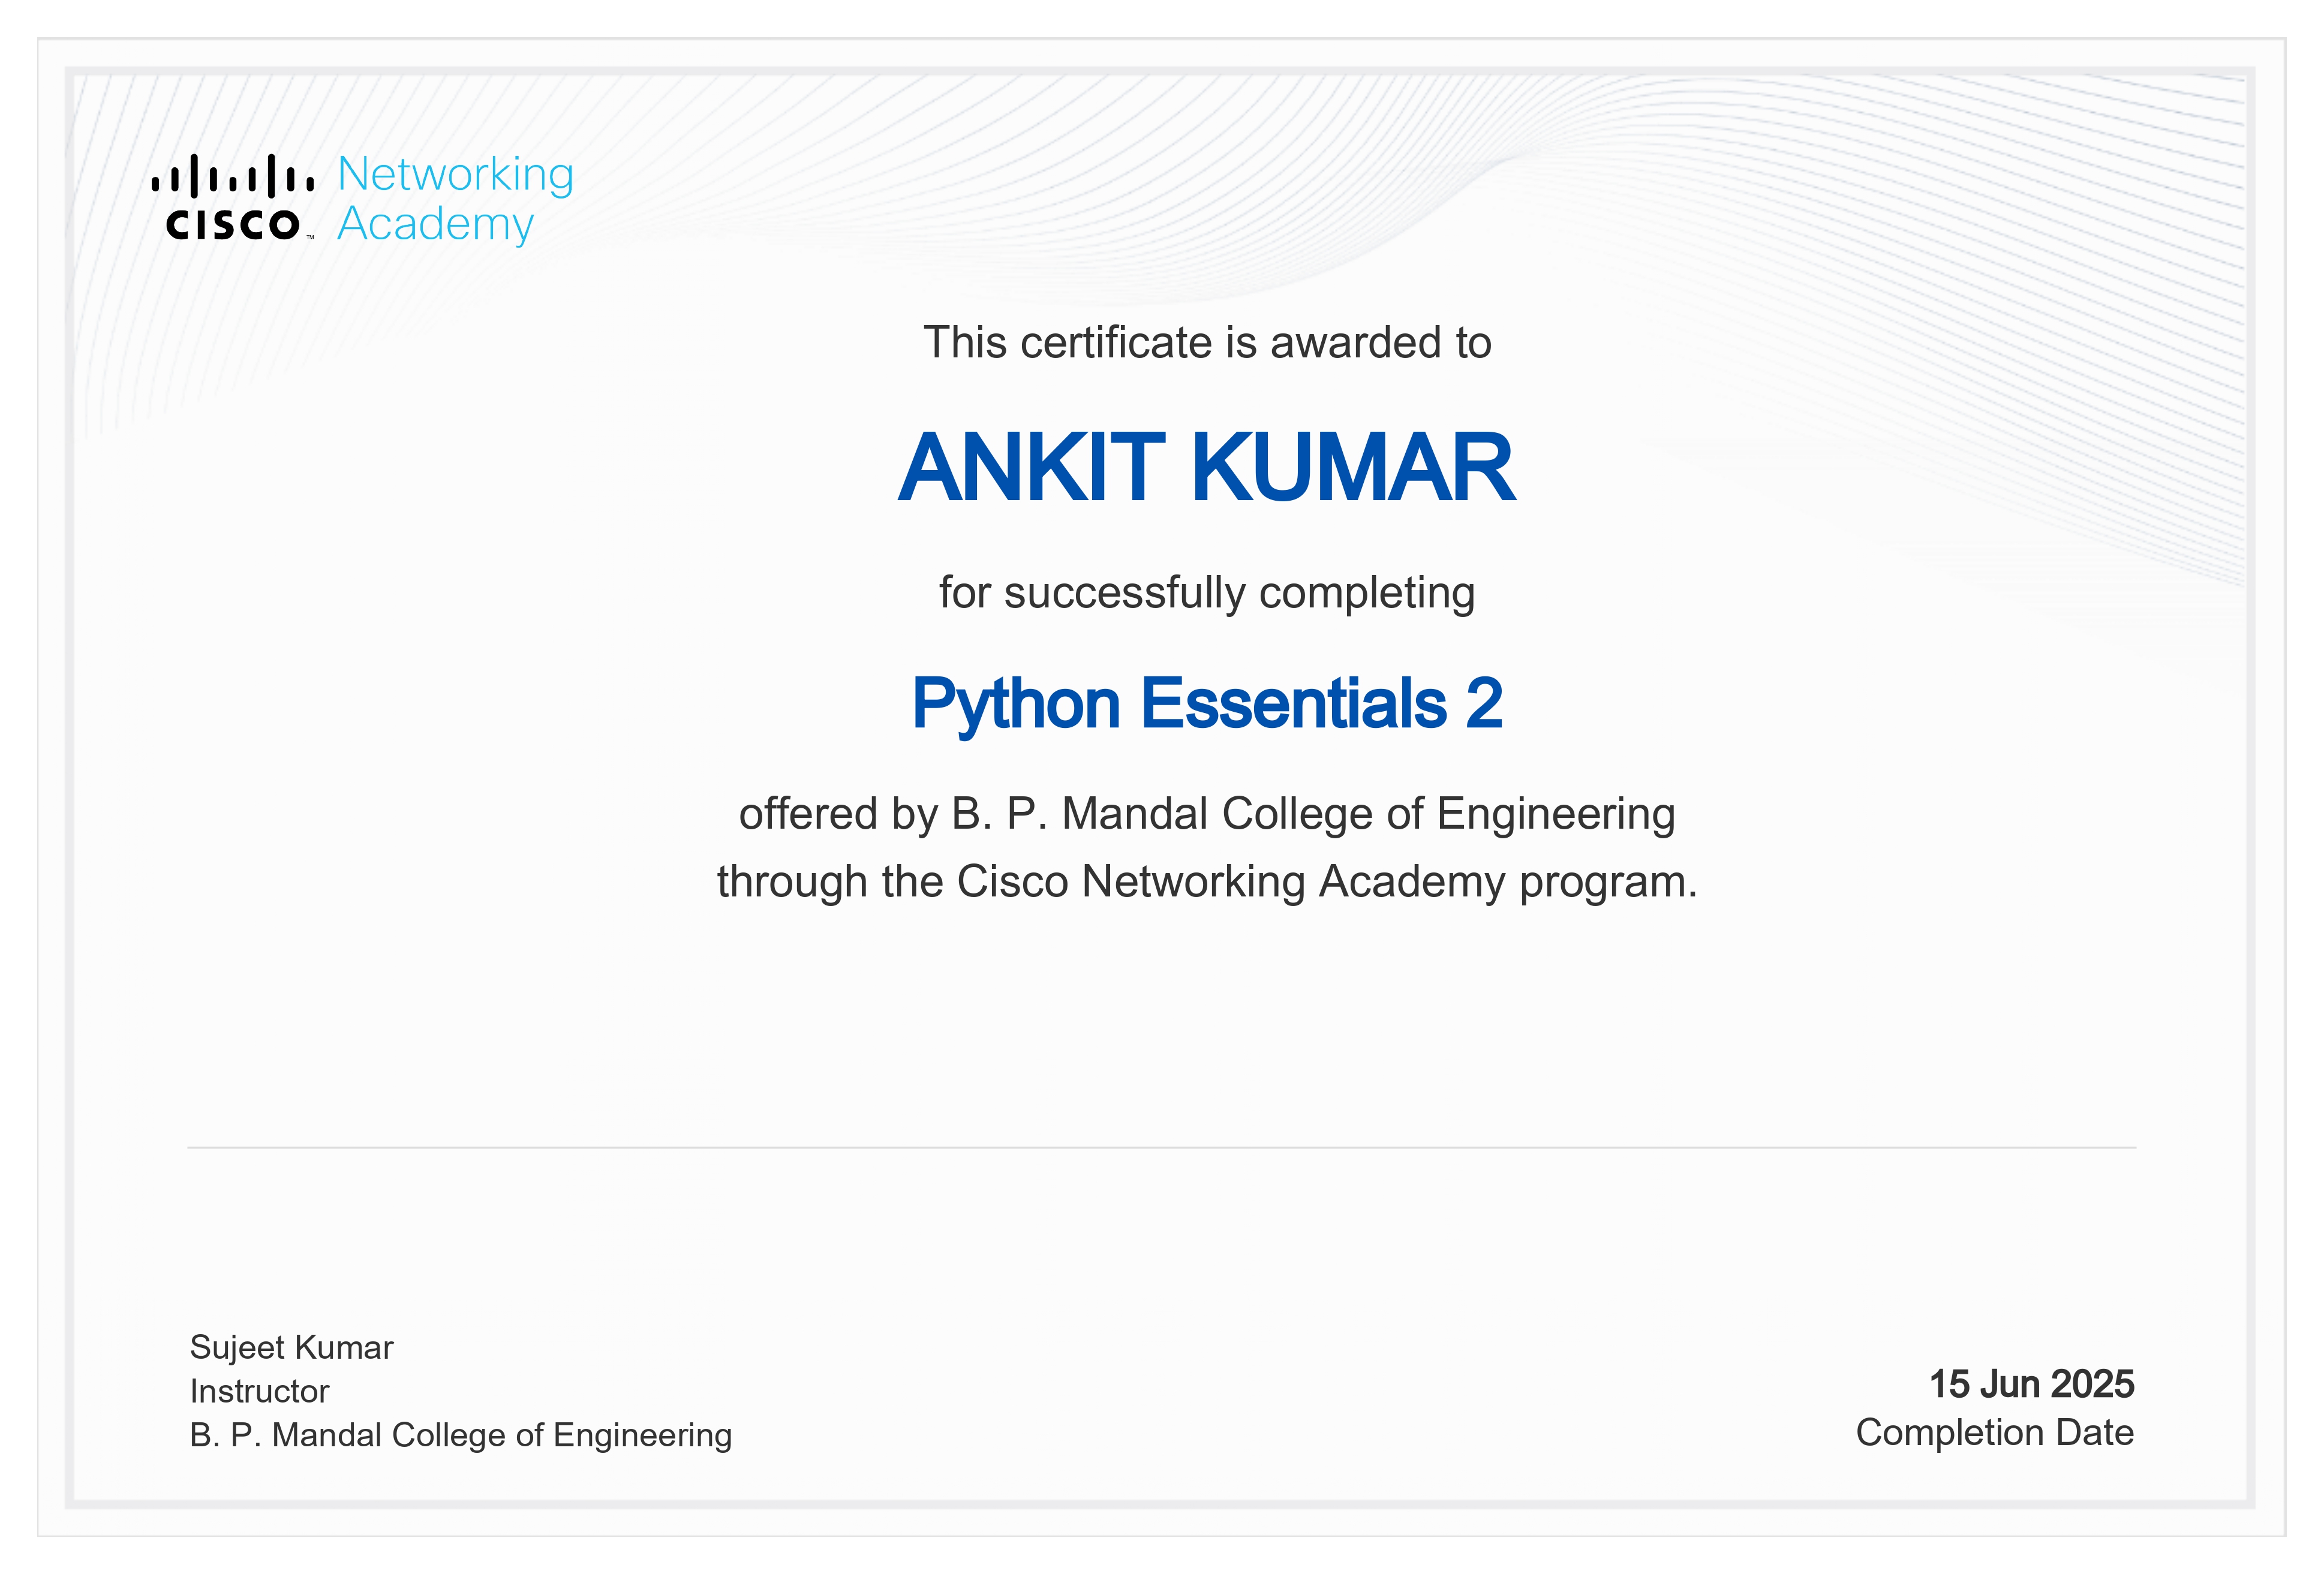 Networking
Academy
CISCO™
This certificate is awarded to
ANKIT KUMAR
for successfully completing
Python Essentials 2
offered by B. P. Mandal College of Engineering
through the Cisco Networking Academy program.
Sujeet Kumar
Instructor
B. P. Mandal College of Engineering
15 Jun 2025
Completion Date